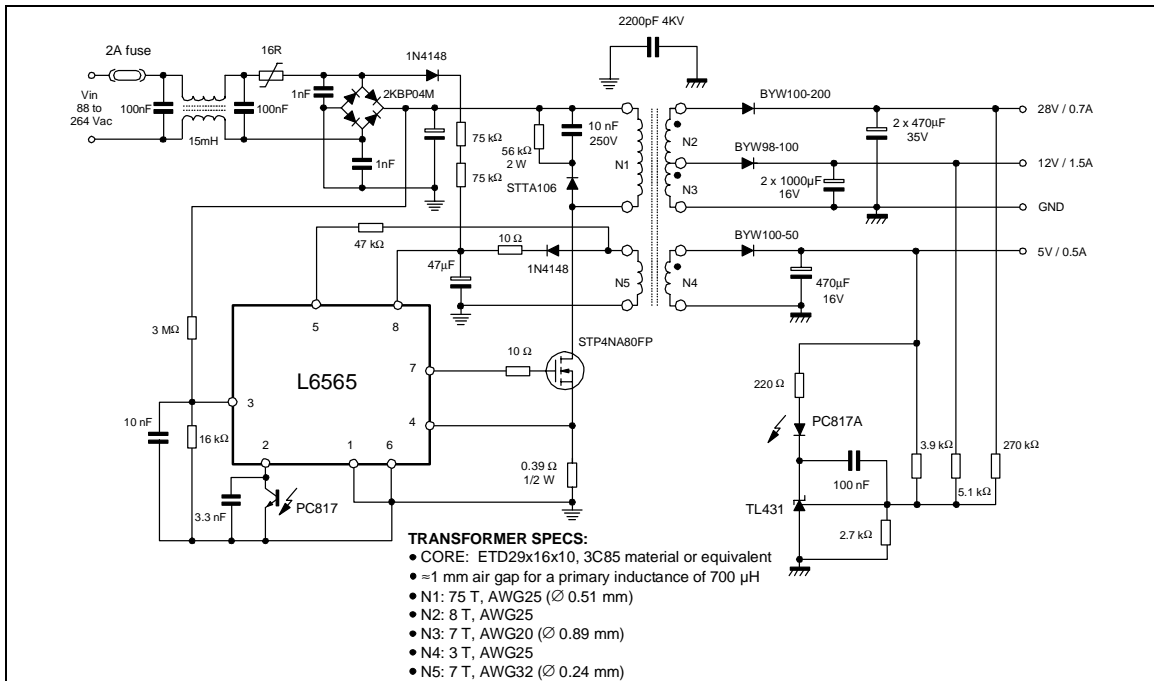 2200pF 4KV
2A fuse
16R
1N4148
Vin
88 to
264 Vac
100nF
15mH
100nF
1nF
2KBP04M
1nF
75 kΩ
75 kΩ
56 kΩ
2 W
10 nF
250V
STTA106
N1
N2
N3
BYW100-200
28V / 0.7A
2 x 470µF
35V
BYW98-100
12V / 1.5A
2 x 1000µF
16V
GND
47 kΩ
10 Ω
1N4148
47µF
N5
N4
BYW100-50
5V / 0.5A
470µF
16V
3 MΩ
5
8
L6565
7
10 Ω
STP4NA80FP
3
4
10 nF
16 kΩ
2
1
6
3.3 nF
PC817
0.39 Ω
1/2 W
220 Ω
PC817A
100 nF
3.9 kΩ
5.1 kΩ
270 kΩ
TL431
2.7 kΩ
TRANSFORMER SPECS:
• CORE: ETD29x16x10, 3C85 material or equivalent
• ≈1 mm air gap for a primary inductance of 700 µH
• N1: 75 T, AWG25 (∅ 0.51 mm)
• N2: 8 T, AWG25
• N3: 7 T, AWG20 (∅ 0.89 mm)
• N4: 3 T, AWG25
• N5: 7 T, AWG32 (∅ 0.24 mm)